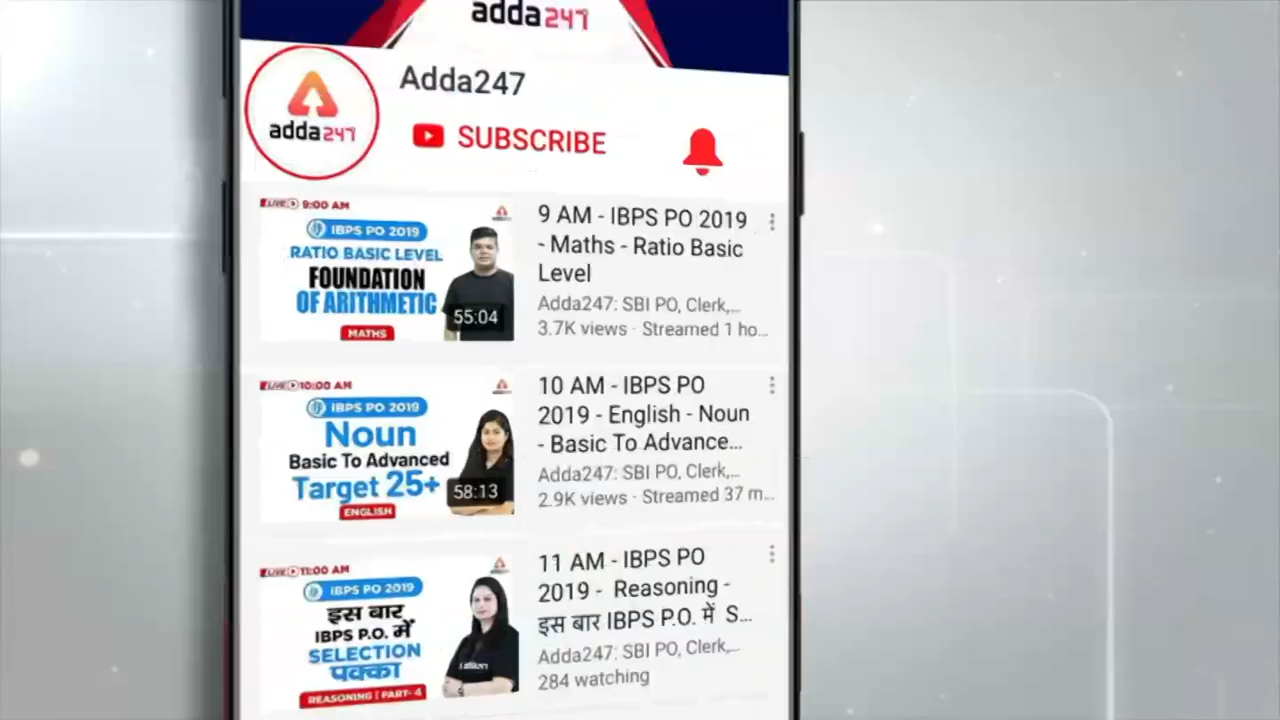 adda247
Adda247
adda247
SUBSCRIBE
LIVE 9:00 AM
IBPS PO 2019
RATIO BASIC LEVEL
FOUNDATION
OF ARITHMETIC
55:04
MATHS
9 AM - IBPS PO 2019
- Maths - Ratio Basic
Level
Adda247: SBI PO, Clerk,...
3.7K views · Streamed 1 ho...
LIVE 10:00 AM
IBPS PO 2019
Noun
Basic To Advanced
Target 25+
58:13
ENGLISH
10 AM - IBPS PO
2019 - English - Noun
- Basic To Advance...
Adda247: SBI PO, Clerk,...
2.9K views · Streamed 37 m...
LIVE 11:00 AM
IBPS PO 2019
इस बार
IBPS P.O. में
SELECTION
पक्का
REASONING | PART- 4
11 AM - IBPS PO
2019 - Reasoning -
इस बार IBPS P.O. में S...
Adda247: SBI PO, Clerk,...
284 watching